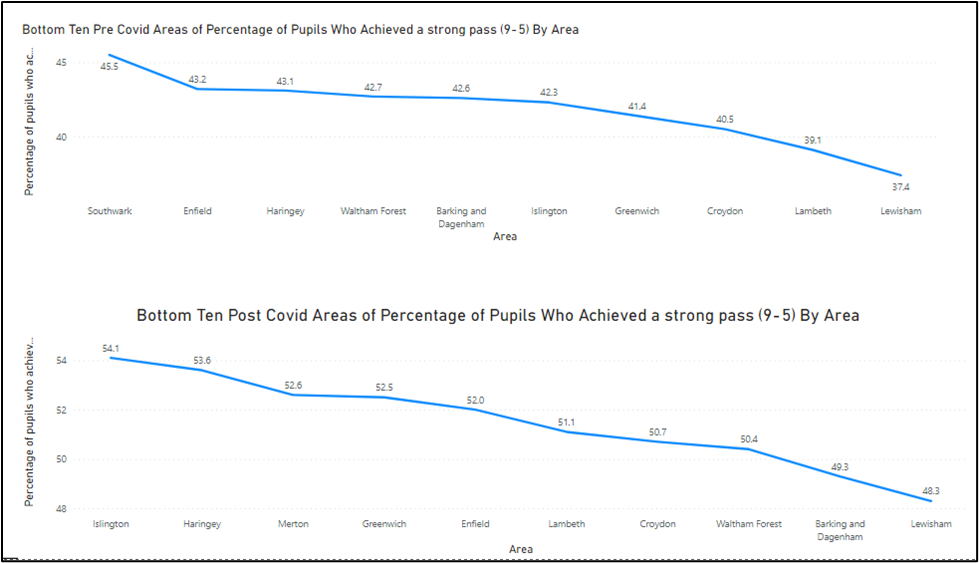 Bottom Ten Pre Covid Areas of Percentage of Pupils Who Achieved a strong pass (9-5) By Area
Percentage of pupils who ac...
45
40
45.5
43.2
43.1
42.7
42.6
42.3
41.4
40.5
39.1
37.4
Southwark
Enfield
Haringey
Waltham Forest
Barking and
Dagenham
Islington
Greenwich
Croydon
Lambeth
Lewisham
Area
Bottom Ten Post Covid Areas of Percentage of Pupils Who Achieved a strong pass (9-5) By Area
Percentage of pupils who achiev...
54
52
50
48
54.1
53.6
52.6
52.5
52.0
51.1
50.7
50.4
49.3
48.3
Islington
Haringey
Merton
Greenwich
Enfield
Lambeth
Croydon
Waltham Forest
Barking and
Dagenham
Lewisham
Area